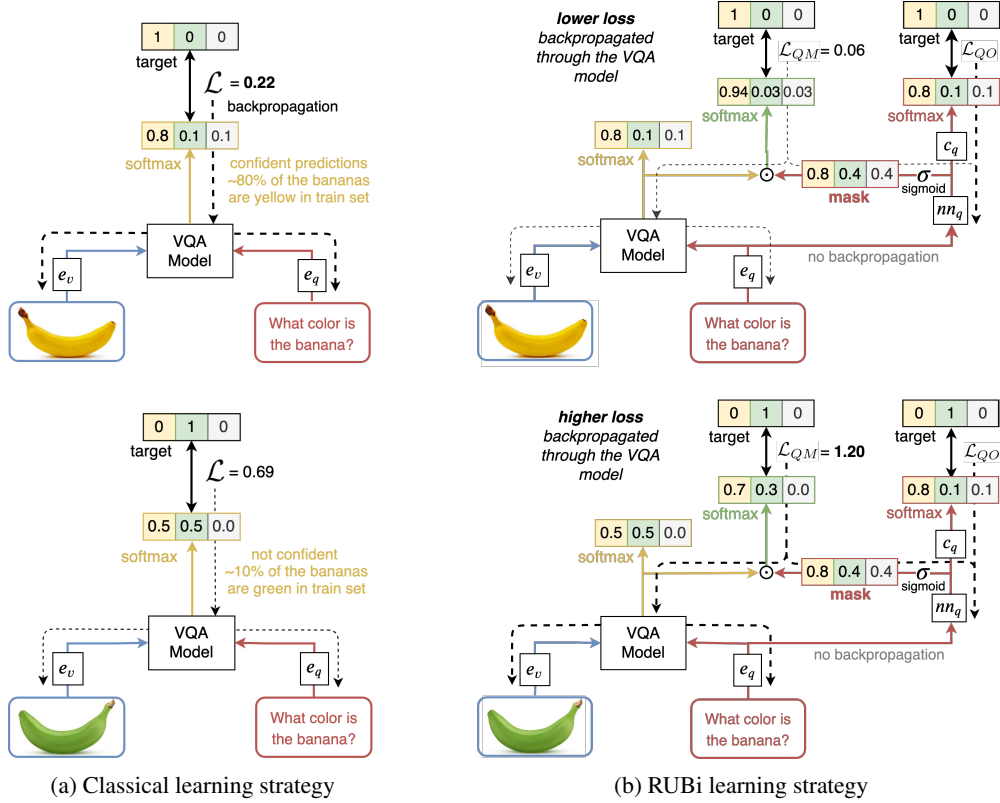 1 0 0
target
ℒ = 0.22
backpropagation
0.8 0.1 0.1
softmax
confident predictions
~80% of the bananas
are yellow in train set
VQA
Model
e_v
e_q
What color is
the banana?
0 1 0
target
ℒ = 0.69
0.5 0.5 0.0
softmax
not confident
~10% of the bananas
are green in train set
VQA
Model
e_v
e_q
What color is
the banana?
(a) Classical learning strategy
lower loss
backpropagated
through the VQA
model
1 0 0
target
ℒ_QM = 0.06
1 0 0
target
ℒ_QO
0.94 0.03 0.03
softmax
0.8 0.1 0.1
softmax
0.8 0.1 0.1
softmax
c_q
0.8 0.4 0.4
mask
σ
sigmoid
nn_q
VQA
Model
no backpropagation
e_v
e_q
What color is
the banana?
higher loss
backpropagated
through the VQA
model
0 1 0
target
ℒ_QM = 1.20
0 1 0
target
ℒ_QO
0.7 0.3 0.0
softmax
0.8 0.1 0.1
softmax
0.5 0.5 0.0
softmax
c_q
0.8 0.4 0.4
mask
σ
sigmoid
nn_q
VQA
Model
no backpropagation
e_v
e_q
What color is
the banana?
(b) RUBi learning strategy